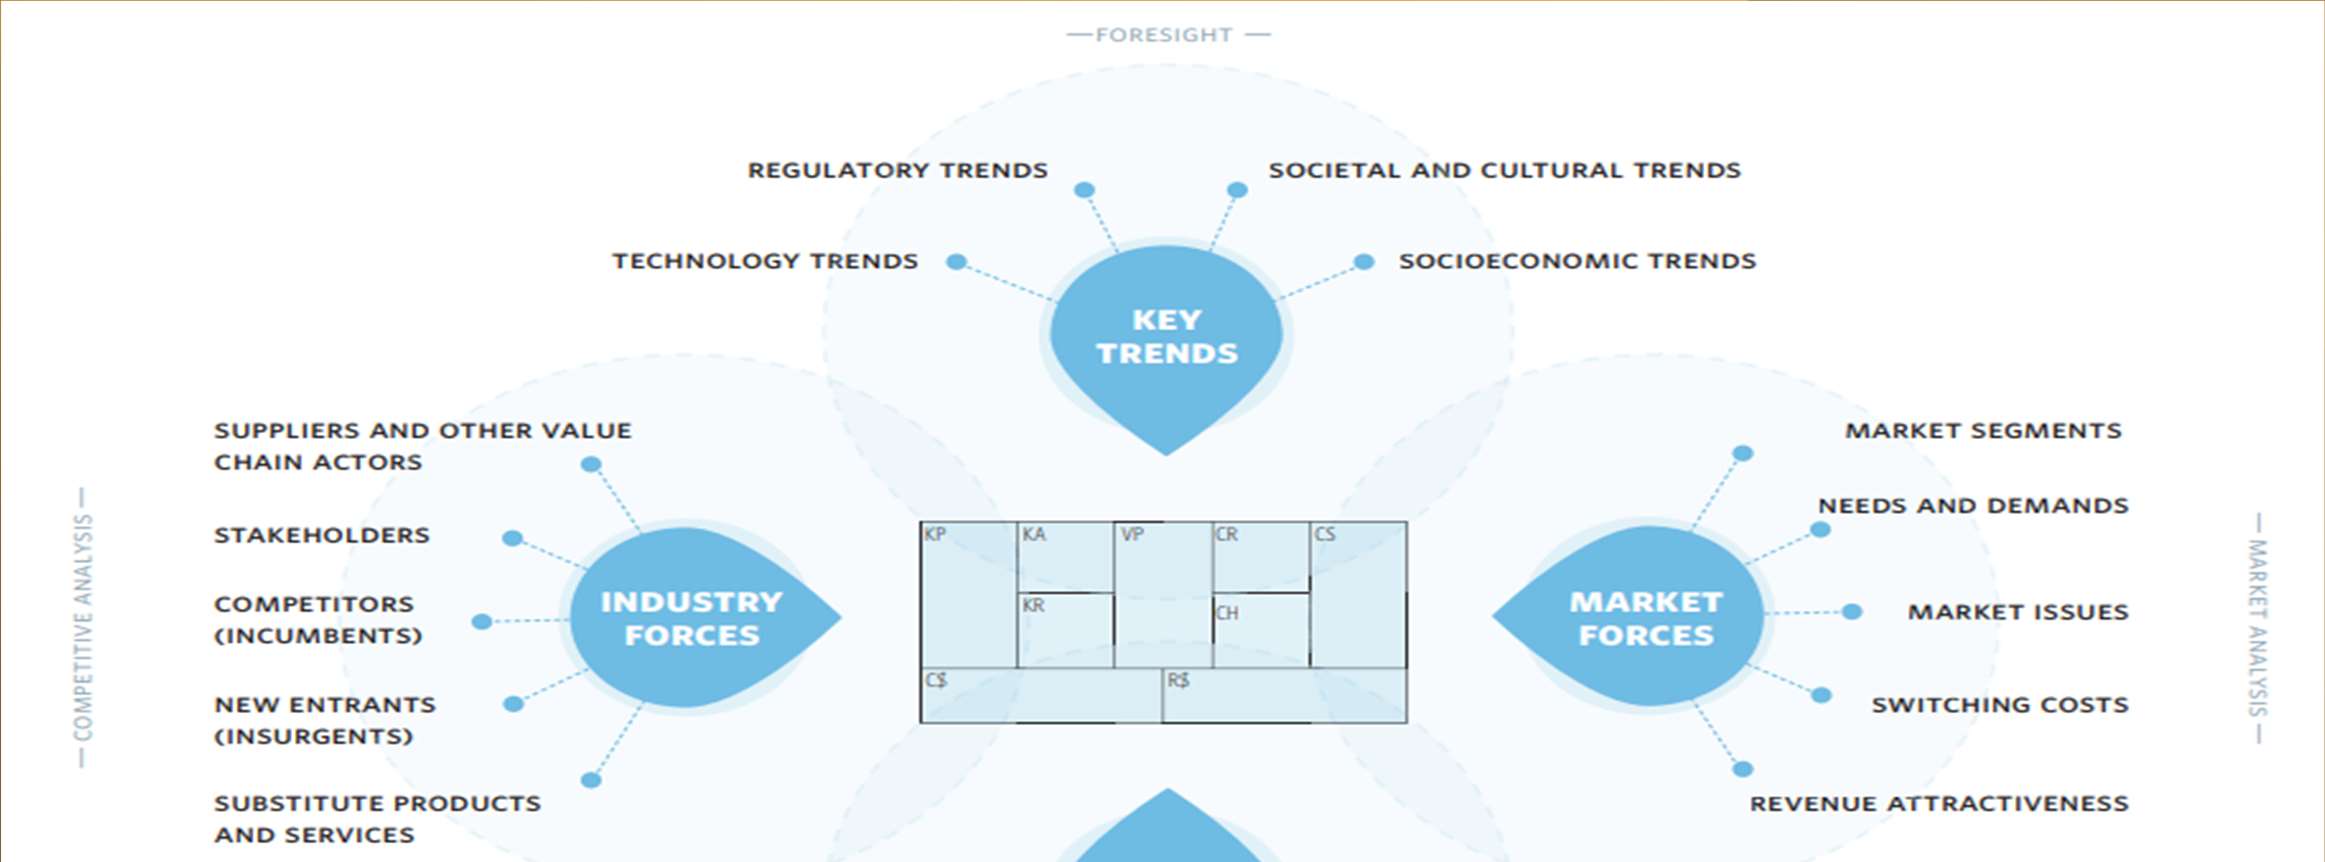 —FORESIGHT —
REGULATORY TRENDS
SOCIETAL AND CULTURAL TRENDS
TECHNOLOGY TRENDS
SOCIOECONOMIC TRENDS
KEY
TRENDS
SUPPLIERS AND OTHER VALUE
CHAIN ACTORS
STAKEHOLDERS
COMPETITORS
(INCUMBENTS)
NEW ENTRANTS
(INSURGENTS)
SUBSTITUTE PRODUCTS
AND SERVICES
— COMPETITIVE ANALYSIS —
INDUSTRY
FORCES
KP
KA
VP
CR
CS
KR
CH
C$
R$
MARKET
FORCES
MARKET SEGMENTS
NEEDS AND DEMANDS
MARKET ISSUES
SWITCHING COSTS
REVENUE ATTRACTIVENESS
— MARKET ANALYSIS —